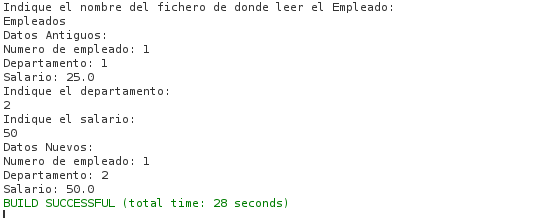 Indique el nombre del fichero de donde leer el Empleado:
Empleados
Datos Antiguos:
Numero de empleado: 1
Departamento: 1
Salario: 25.0
Indique el departamento:
2
Indique el salario:
50
Datos Nuevos:
Numero de empleado: 1
Departamento: 2
Salario: 50.0
BUILD SUCCESSFUL (total time: 28 seconds)